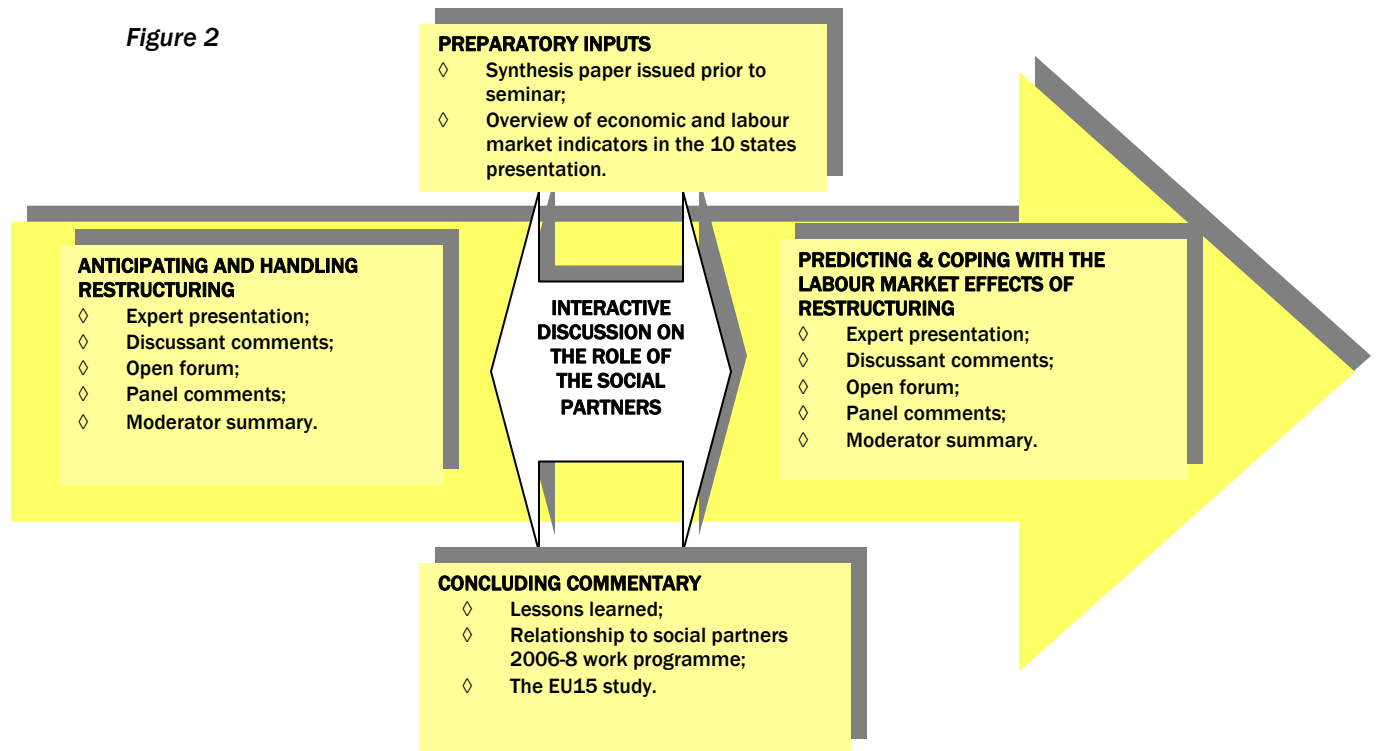 Figure 2
PREPARATORY INPUTS
◊ Synthesis paper issued prior to
seminar;
◊ Overview of economic and labour
market indicators in the 10 states
presentation.
ANTICIPATING AND HANDLING
RESTRUCTURING
◊ Expert presentation;
◊ Discussant comments;
◊ Open forum;
◊ Panel comments;
◊ Moderator summary.
INTERACTIVE
DISCUSSION ON
THE ROLE OF
THE SOCIAL
PARTNERS
PREDICTING & COPING WITH THE
LABOUR MARKET EFFECTS OF
RESTRUCTURING
◊ Expert presentation;
◊ Discussant comments;
◊ Open forum;
◊ Panel comments;
◊ Moderator summary.
CONCLUDING COMMENTARY
◊ Lessons learned;
◊ Relationship to social partners
2006-8 work programme;
◊ The EU15 study.